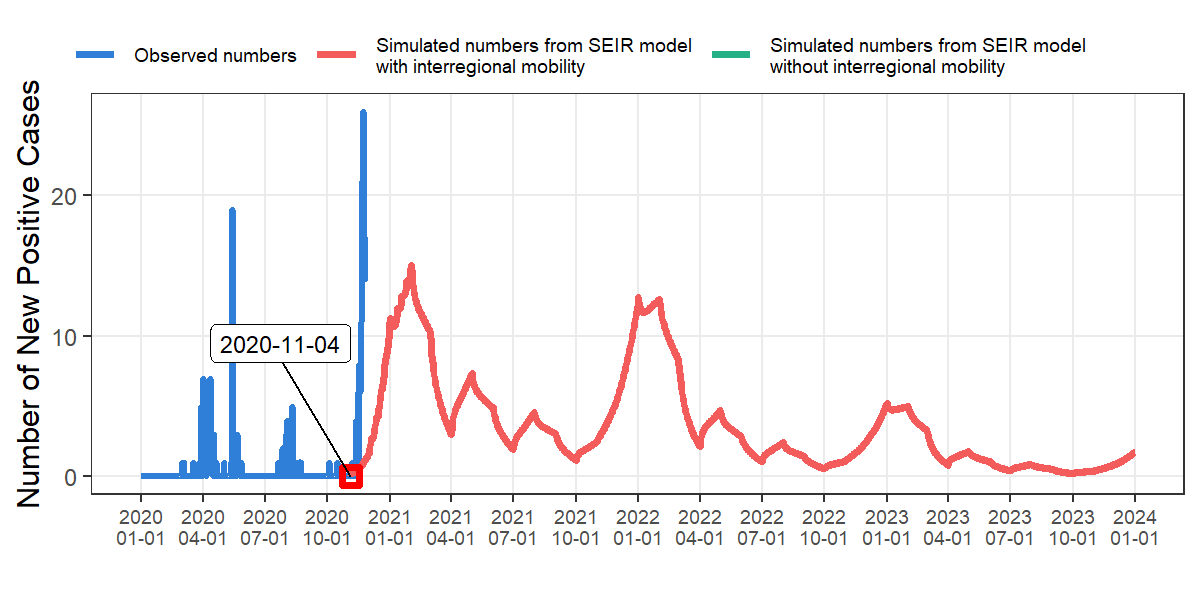 Observed numbers
Simulated numbers from SEIR model
with interregional mobility
Simulated numbers from SEIR model
without interregional mobility
Number of New Positive Cases
20
10
0
2020-11-04
2020 2020 2020 2020 2021 2021 2021 2021 2022 2022 2022 2022 2023 2023 2023 2023 2024
01-01 04-01 07-01 10-01 01-01 04-01 07-01 10-01 01-01 04-01 07-01 10-01 01-01 04-01 07-01 10-01 01-01